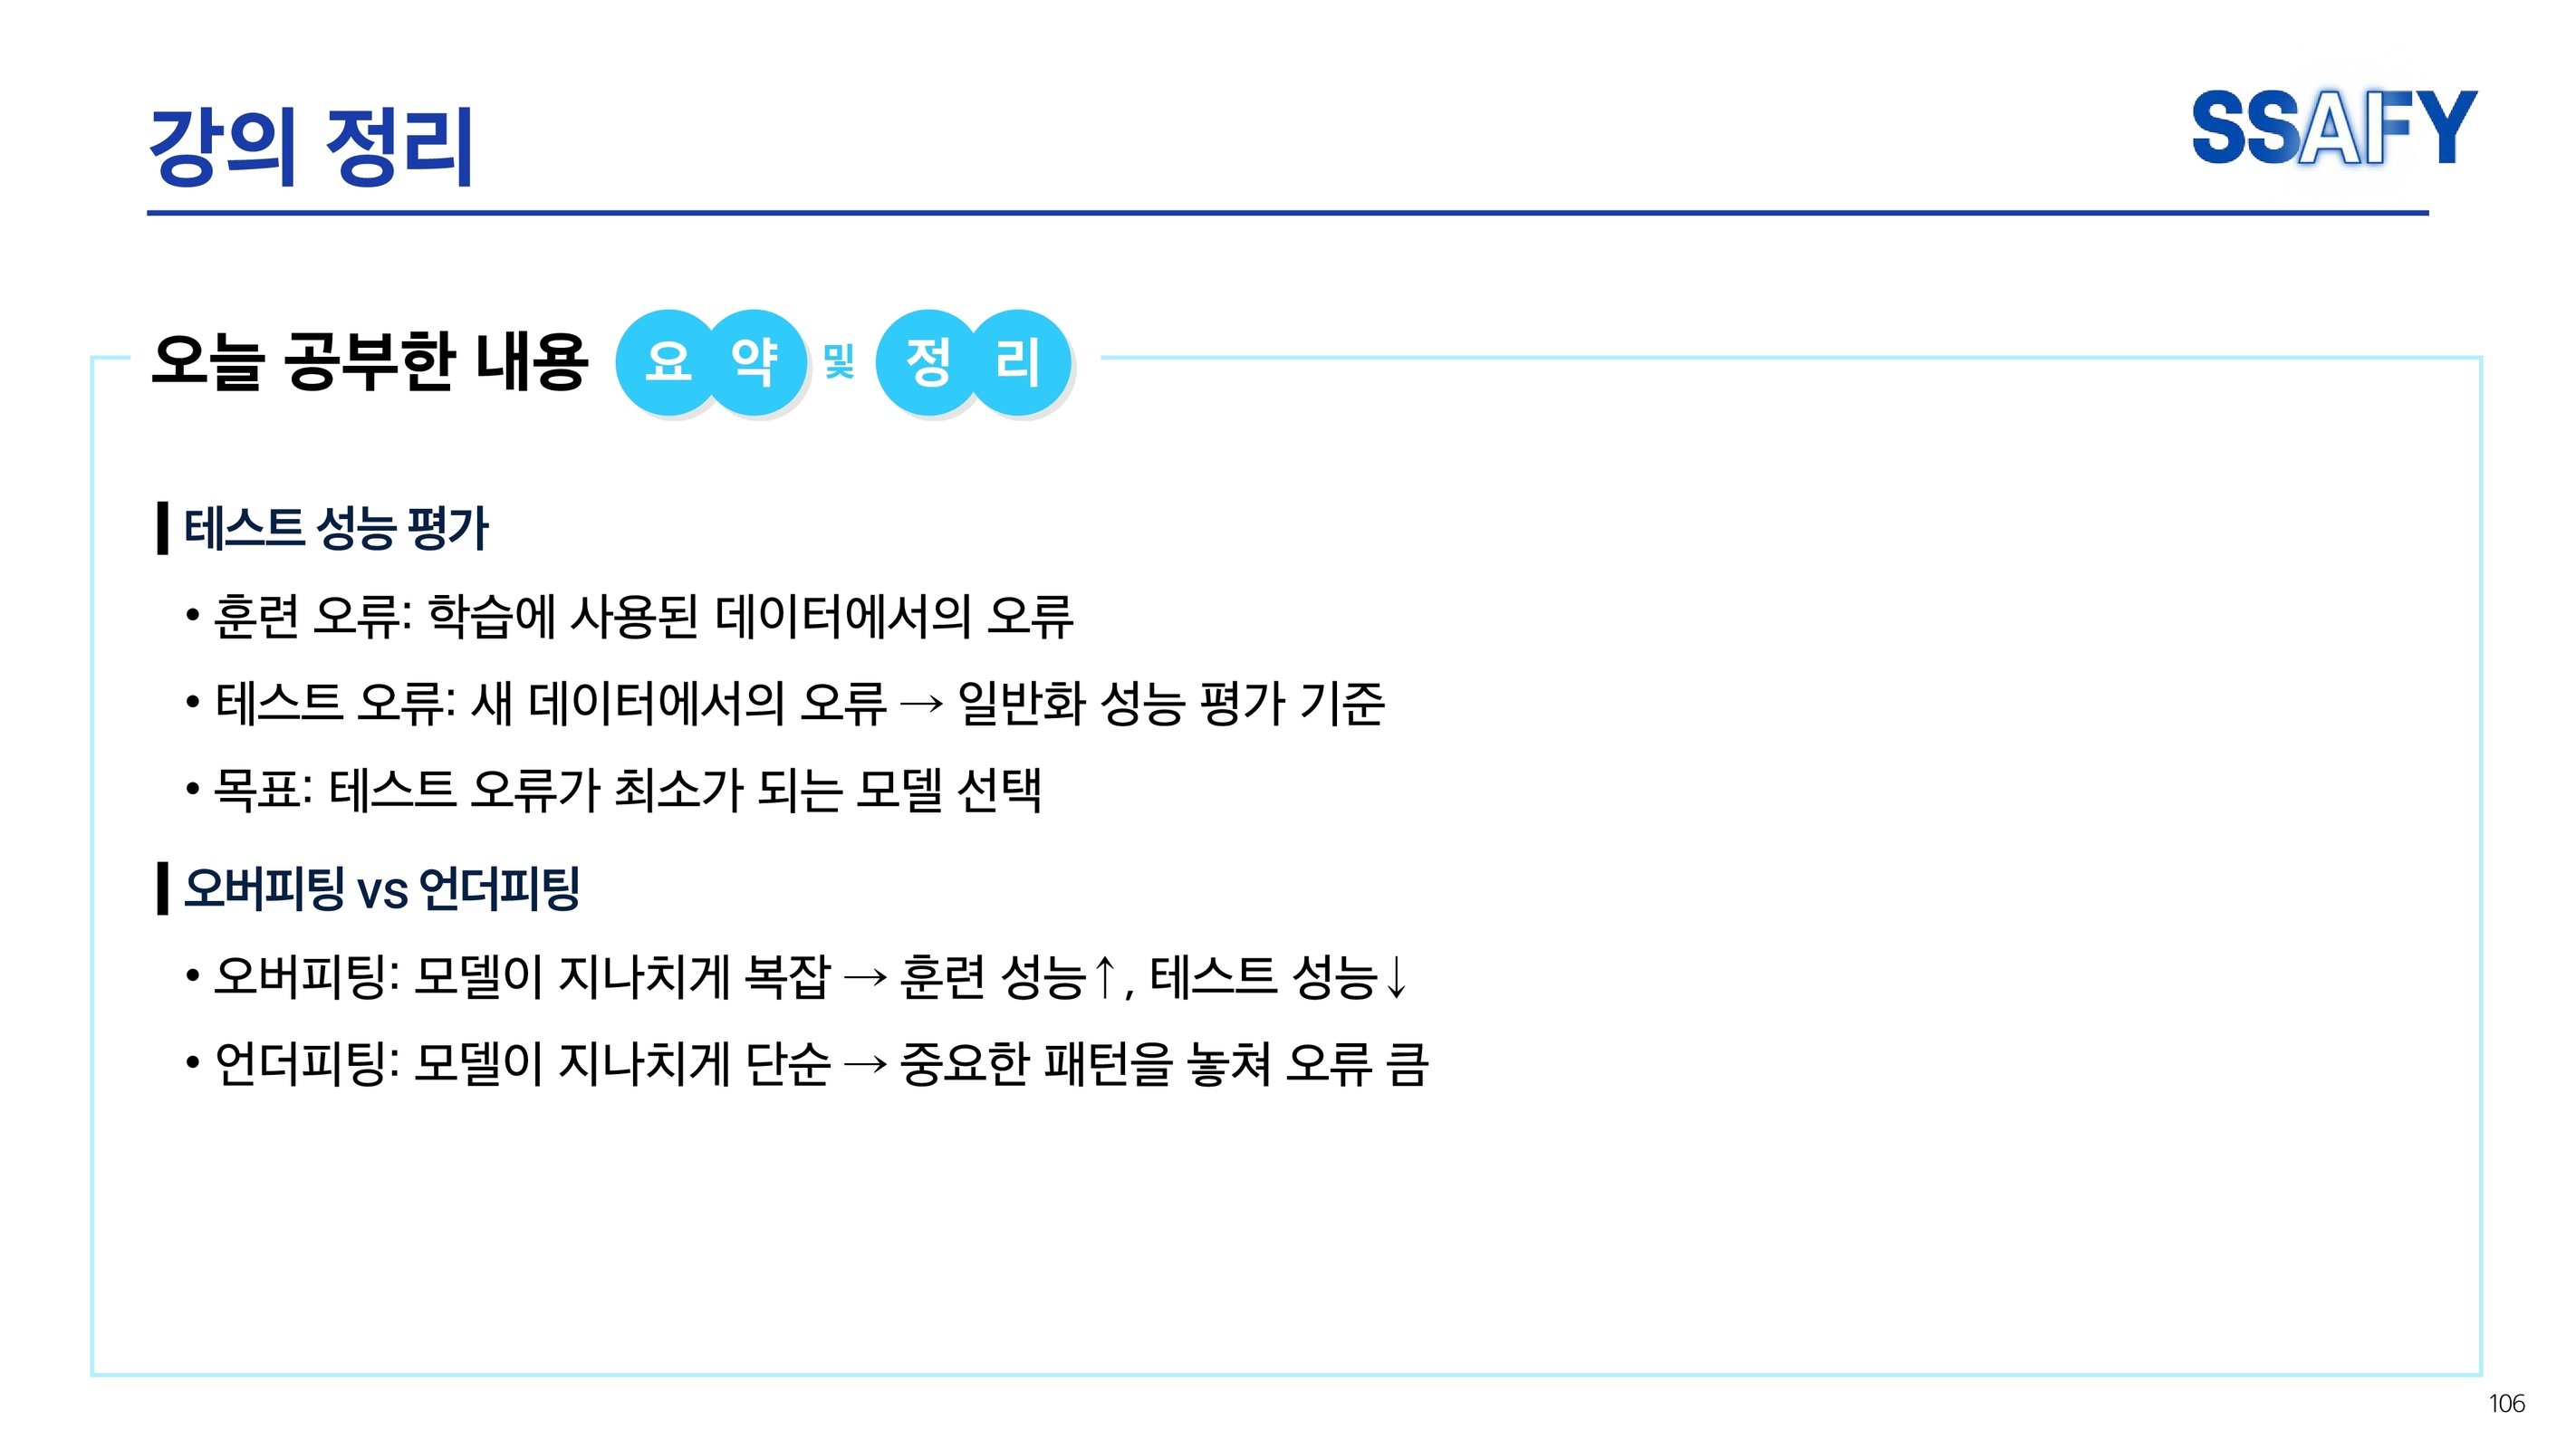 강의 정리
SSAFY
오늘 공부한 내용 요약 및 정리
테스트 성능 평가
• 훈련 오류: 학습에 사용된 데이터에서의 오류
• 테스트 오류: 새 데이터에서의 오류 → 일반화 성능 평가 기준
• 목표: 테스트 오류가 최소가 되는 모델 선택
오버피팅 vs 언더피팅
• 오버피팅: 모델이 지나치게 복잡 → 훈련 성능↑, 테스트 성능↓
• 언더피팅: 모델이 지나치게 단순 → 중요한 패턴을 놓쳐 오류 큼
106